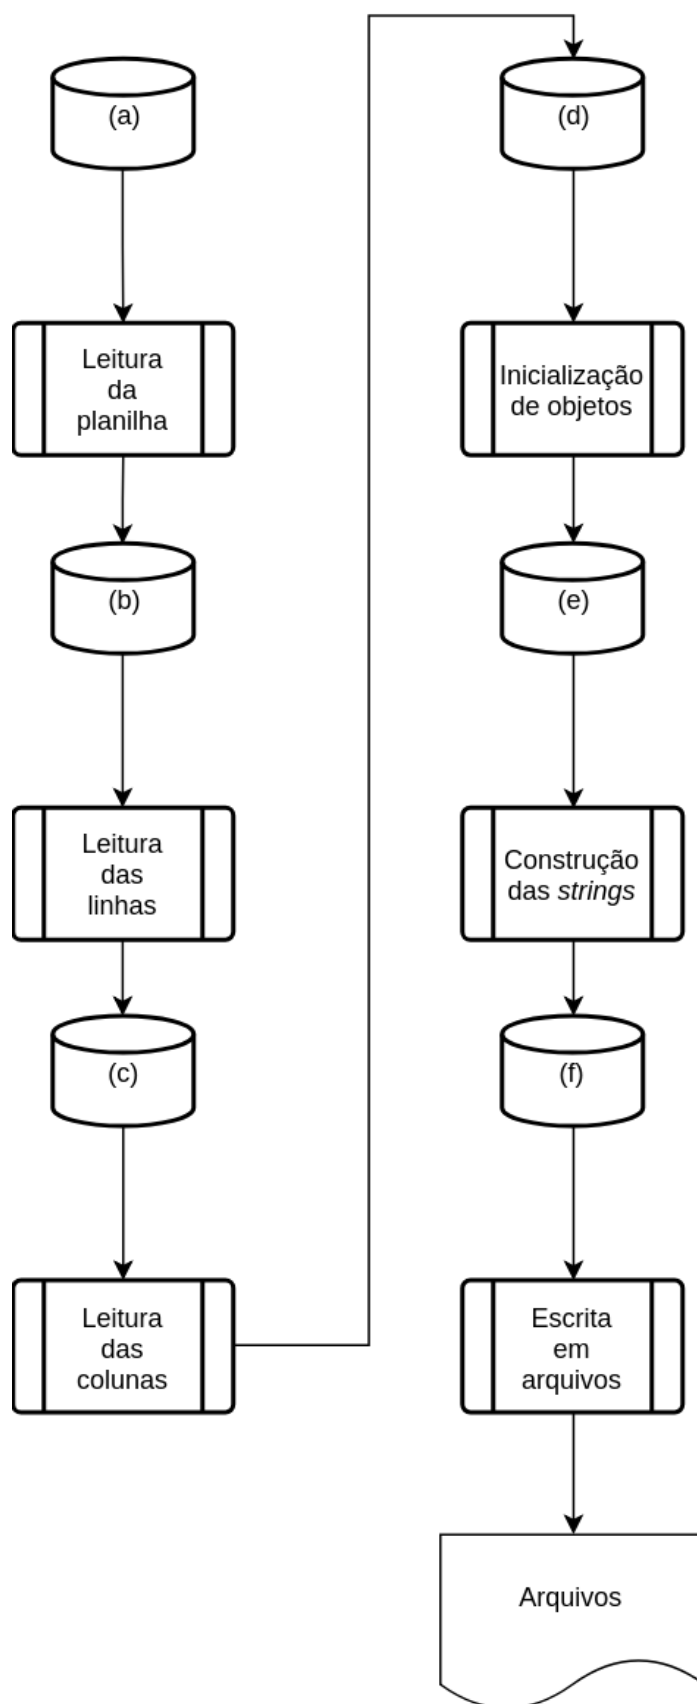 (a)
Leitura
da
planilha
(b)
Leitura
das
linhas
(c)
Leitura
das
colunas
(d)
Inicialização
de objetos
(e)
Construção
das strings
(f)
Escrita
em
arquivos
Arquivos